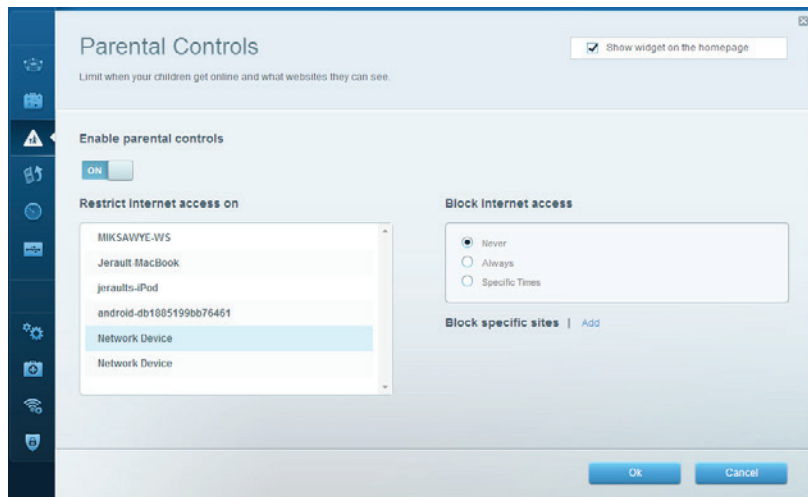 Parental Controls
Show widget on the homepage
Limit when your children get online and what websites they can see.
Enable parental controls
ON
Restrict Internet access on
Block Internet access
MIKSAWYE-WS
Jerault-MacBook
jeraults-iPod
android-db1885199bb76461
Network Device
Network Device
Never
Always
Specific Times
Block specific sites | Add
Ok
Cancel